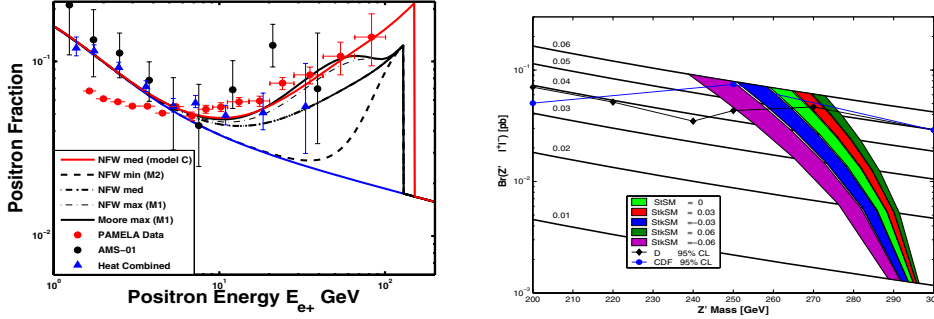 Positron Fraction
10⁻¹
10⁻²
NFW med (model C)
NFW min (M2)
NFW med
NFW max (M1)
Moore max (M1)
PAMELA Data
AMS-01
Heat Combined
10⁰
10¹
10²
Positron Energy E_e+ GeV
Br(Z' l⁺l⁻) [pb]
10⁻¹
10⁻²
10⁻³
0.06
0.05
0.04
0.03
0.02
0.01
StSM = 0
StkSM = 0.03
StkSM =−0.03
StkSM = 0.06
StkSM =−0.06
D 95% CL
CDF 95% CL
200
210
220
230
240
250
260
270
280
290
300
Z' Mass [GeV]